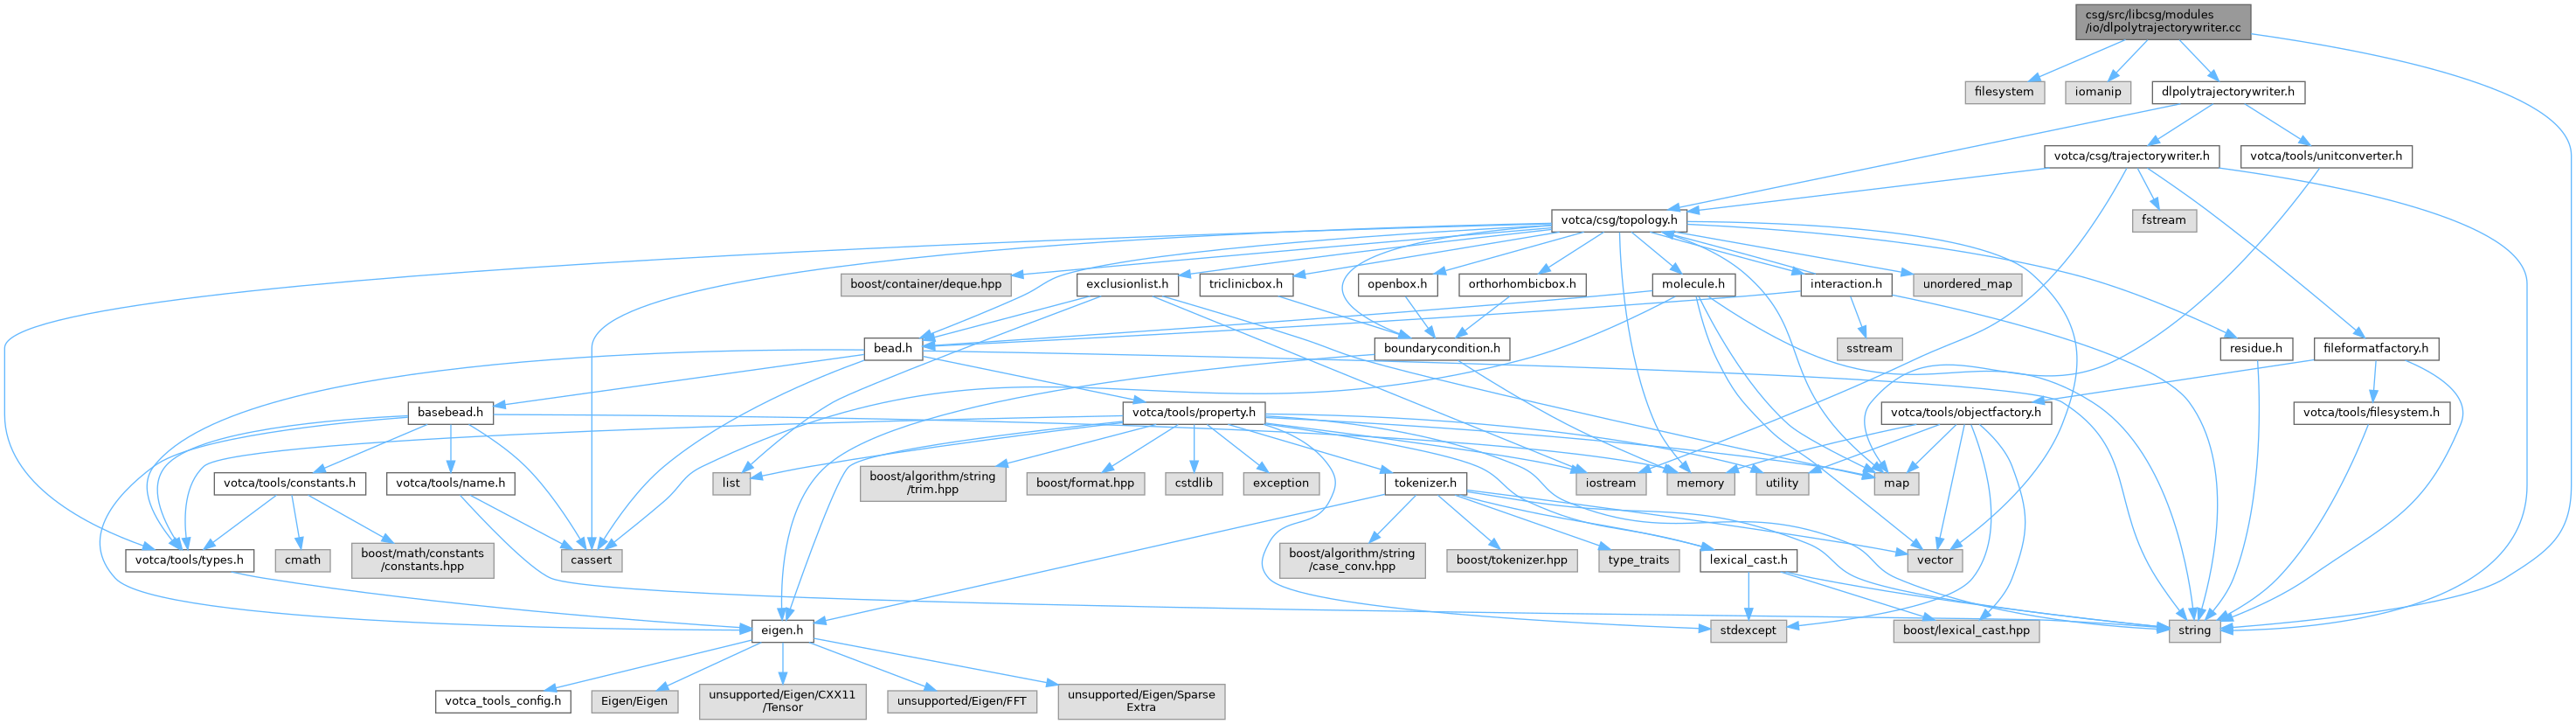 csg/src/libcsg/modules
/io/dlpolytrajectorywriter.cc
filesystem
iomanip
dlpolytrajectorywriter.h
votca/csg/trajectorywriter.h
votca/tools/unitconverter.h
votca/csg/topology.h
fstream
boost/container/deque.hpp
exclusionlist.h
triclinicbox.h
openbox.h
orthorhombicbox.h
molecule.h
interaction.h
unordered_map
bead.h
boundarycondition.h
sstream
residue.h
fileformatfactory.h
basebead.h
votca/tools/property.h
votca/tools/objectfactory.h
votca/tools/filesystem.h
votca/tools/constants.h
votca/tools/name.h
list
boost/algorithm/string
/trim.hpp
boost/format.hpp
cstdlib
exception
tokenizer.h
iostream
memory
utility
map
votca/tools/types.h
cmath
boost/math/constants
/constants.hpp
cassert
boost/algorithm/string
/case_conv.hpp
boost/tokenizer.hpp
type_traits
lexical_cast.h
vector
eigen.h
stdexcept
boost/lexical_cast.hpp
string
votca_tools_config.h
Eigen/Eigen
unsupported/Eigen/CXX11
/Tensor
unsupported/Eigen/FFT
unsupported/Eigen/Sparse
Extra